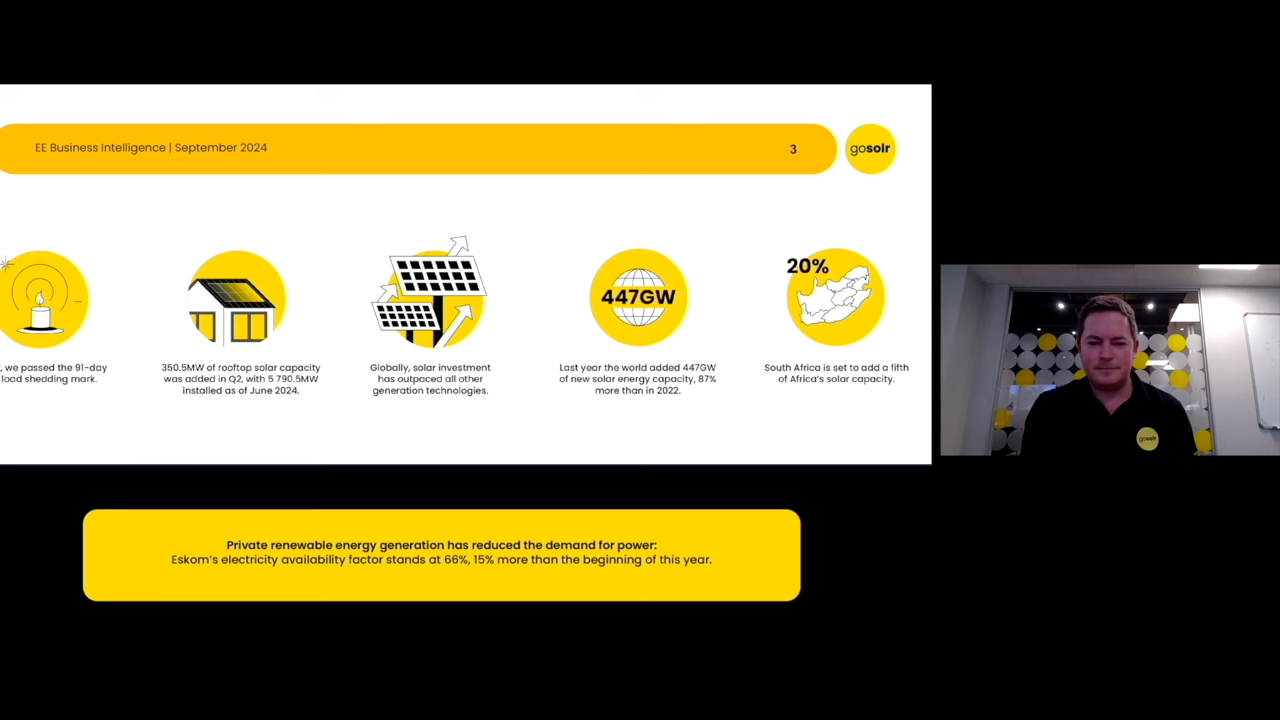 EE Business Intelligence | September 2024
3
gosolr
447GW
20%
, we passed the 91-day
load shedding mark.
350.5MW of rooftop solar capacity
was added in Q2, with 5 790.5MW
installed as of June 2024.
Globally, solar investment
has outpaced all other
generation technologies.
Last year the world added 447GW
of new solar energy capacity, 87%
more than in 2022.
South Africa is set to add a fifth
of Africa's solar capacity.
gosolr
Private renewable energy generation has reduced the demand for power:
Eskom's electricity availability factor stands at 66%, 15% more than the beginning of this year.